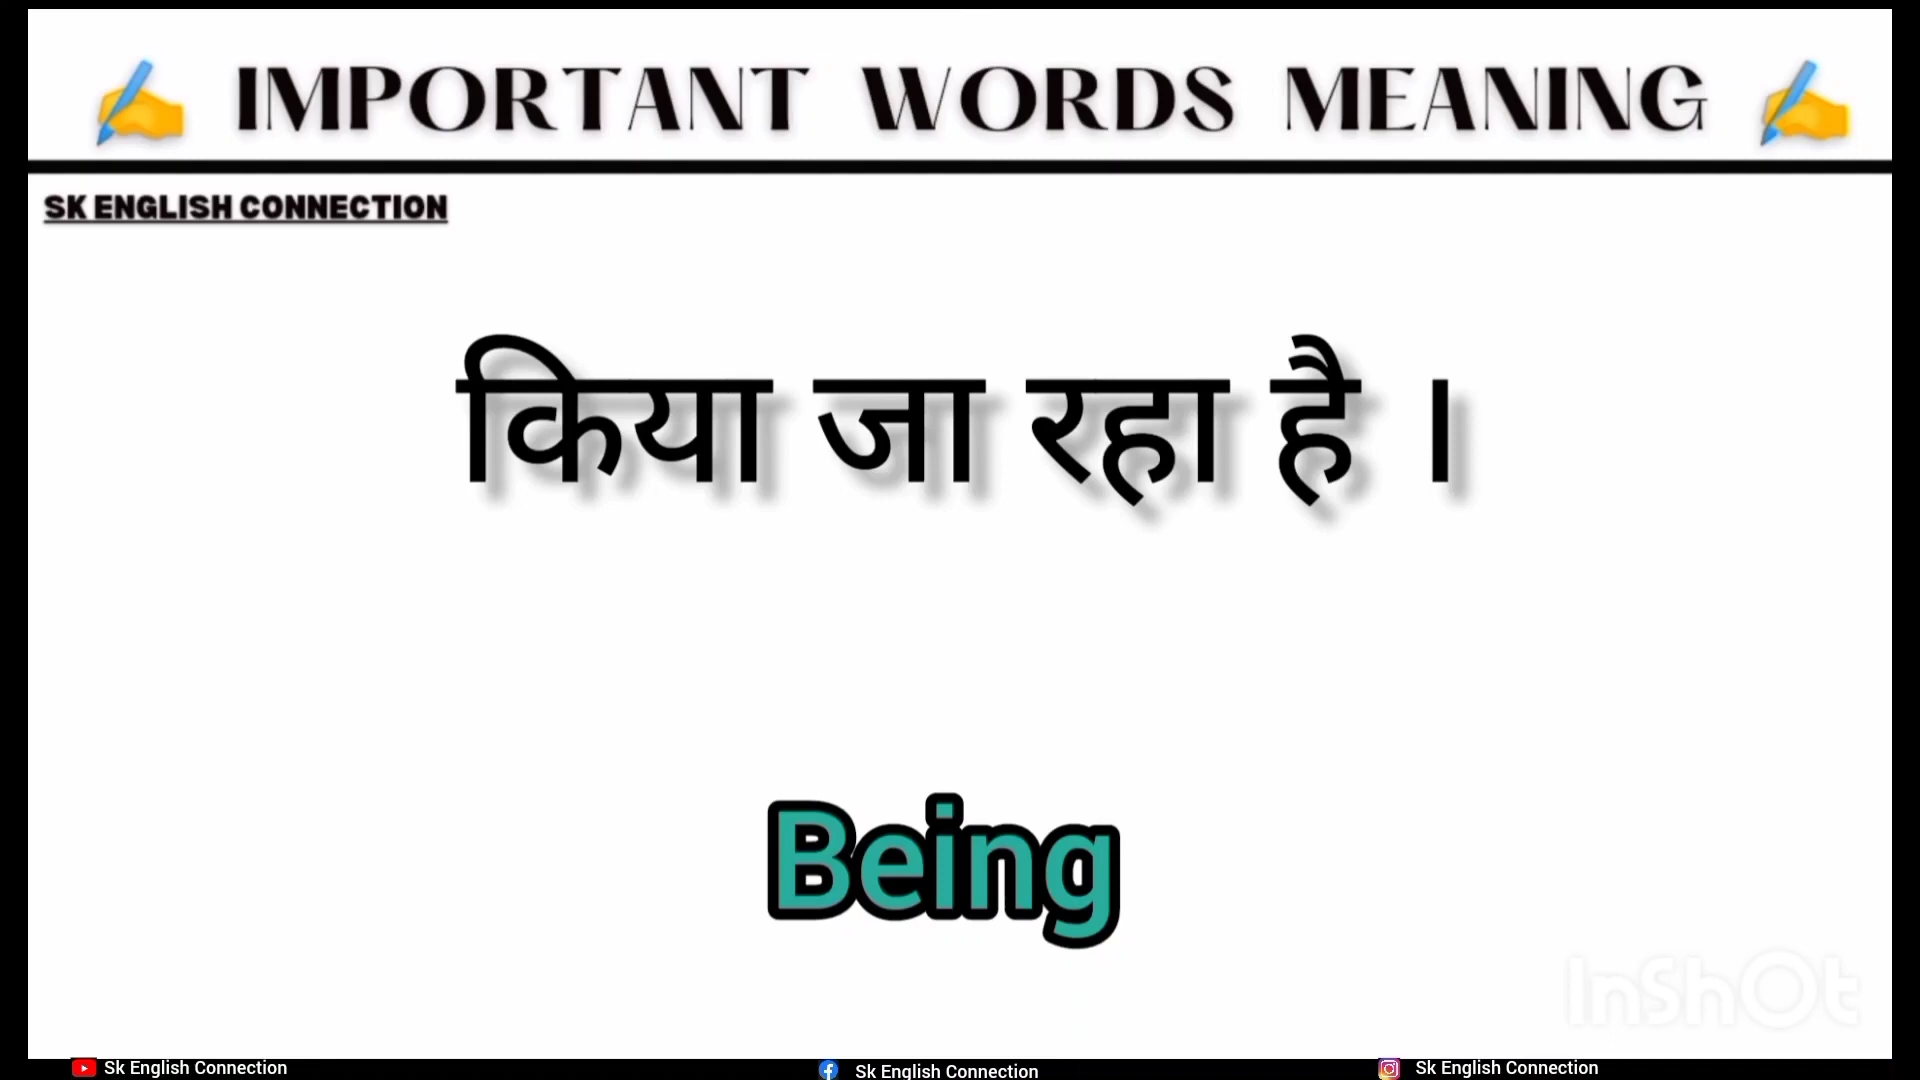 IMPORTANT WORDS MEANING
SK ENGLISH CONNECTION
किया जा रहा है ।
Being
InShOt
Sk English Connection
Sk English Connection
Sk English Connection